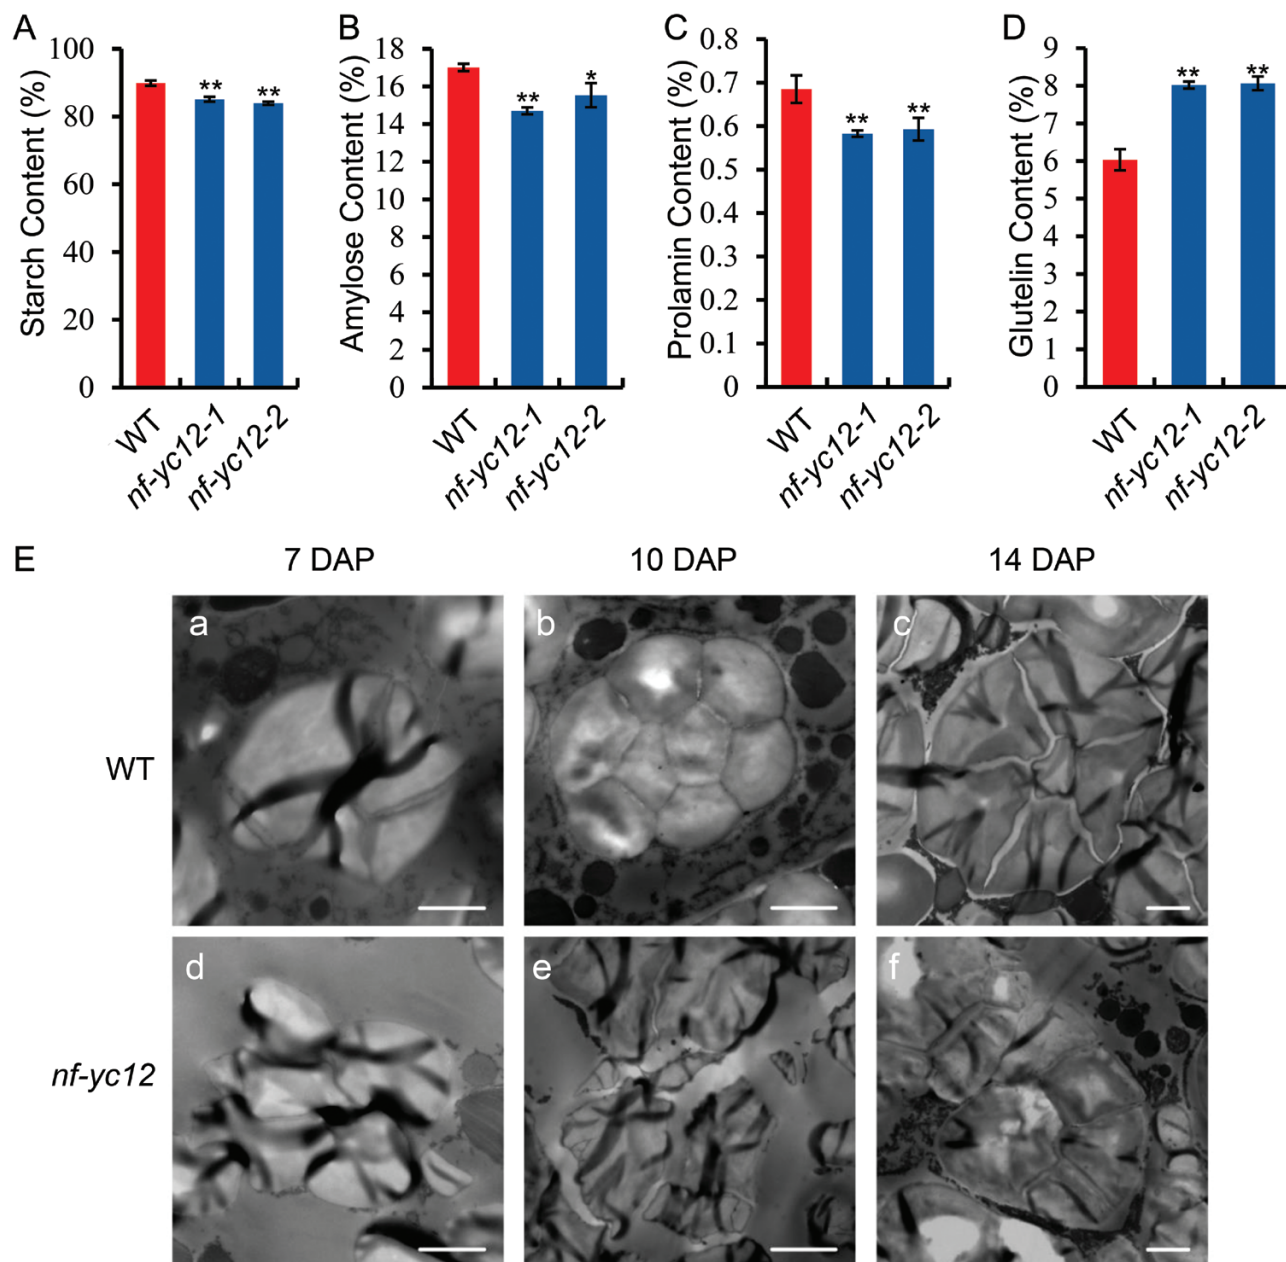 A
Starch Content (%)
100
80
60
40
20
0
**
**
WT
nf-yc12-1
nf-yc12-2
B
Amylose Content (%)
18
16
14
12
10
8
6
4
2
0
**
*
WT
nf-yc12-1
nf-yc12-2
C
Prolamin Content (%)
0.8
0.7
0.6
0.5
0.4
0.3
0.2
0.1
0
**
**
WT
nf-yc12-1
nf-yc12-2
D
Glutelin Content (%)
9
8
7
6
5
4
3
2
1
0
**
**
WT
nf-yc12-1
nf-yc12-2
E
7 DAP
10 DAP
14 DAP
WT
a
b
c
nf-yc12
d
e
f